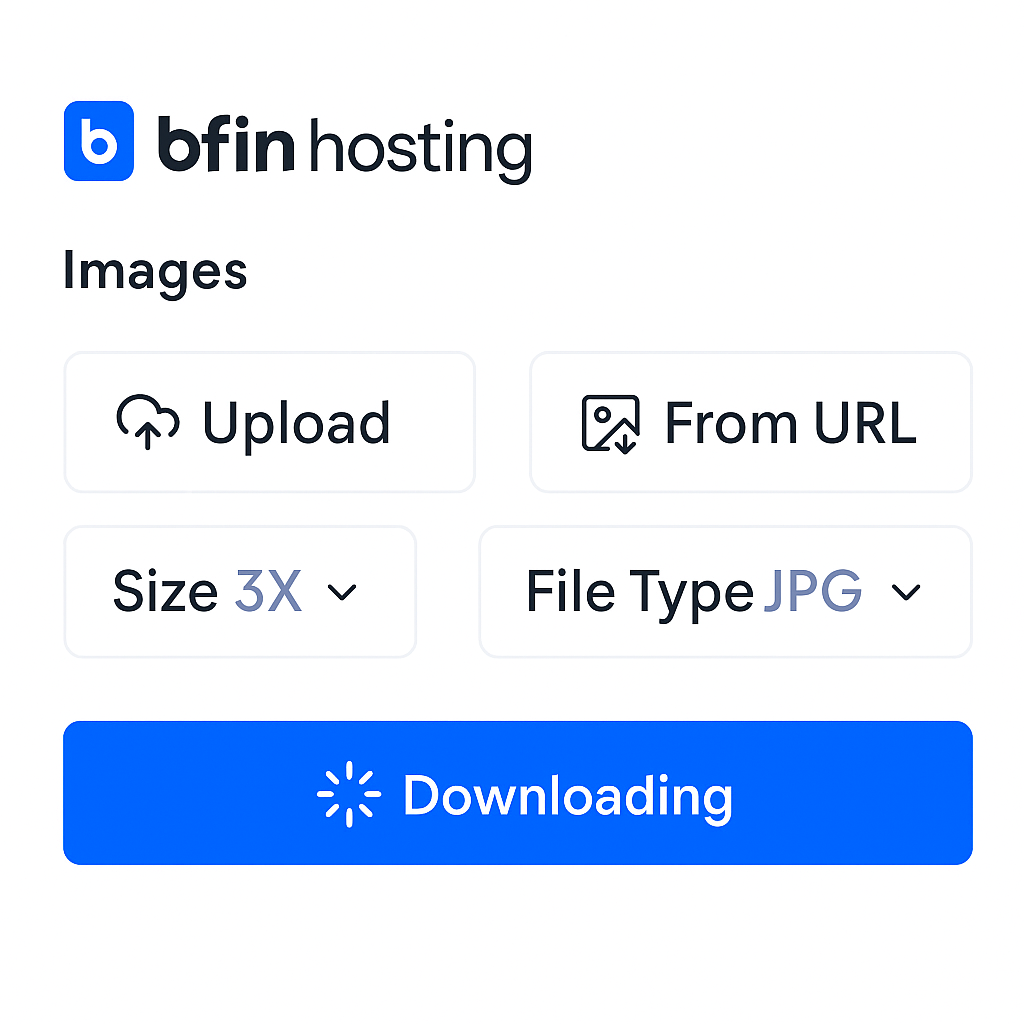 b bfin hosting
Images
Upload
From URL
Size 3X
File Type JPG
Downloading